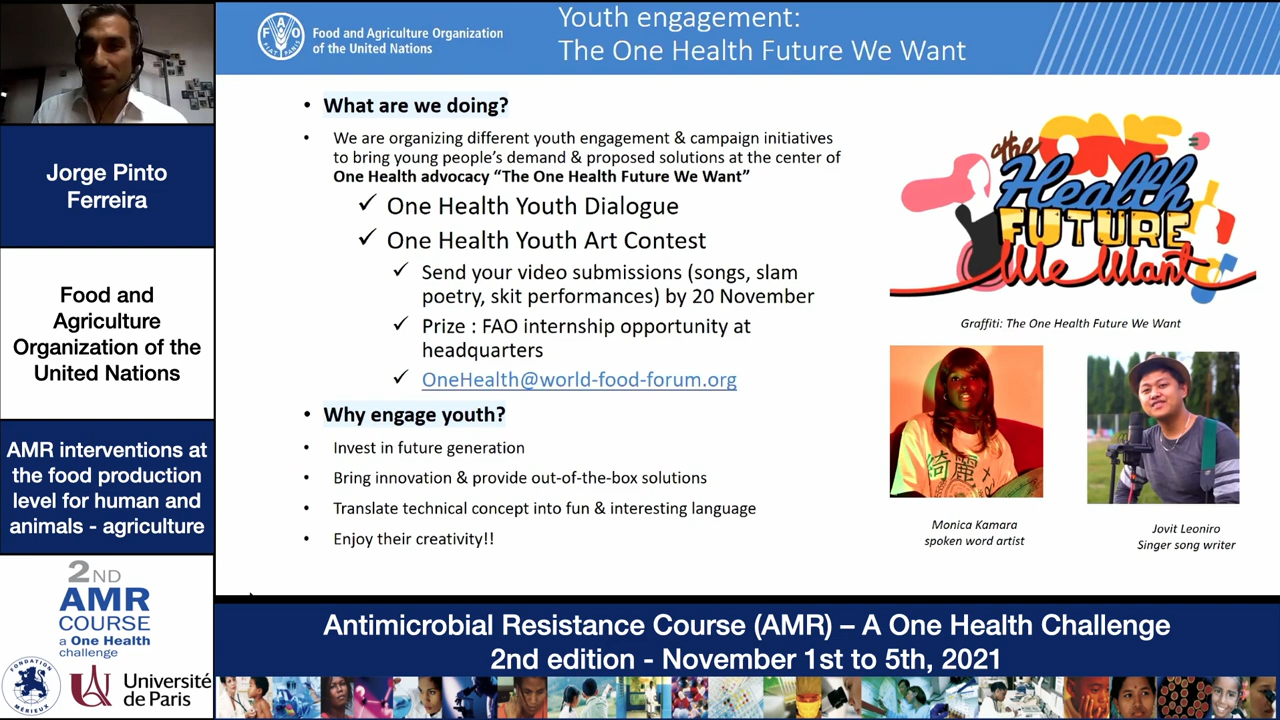 Jorge Pinto
Ferreira
Food and
Agriculture
Organization of the
United Nations
AMR interventions at
the food production
level for human and
animals - agriculture
2ND
AMR
COURSE
a One Health
challenge
FONDATION
MÉRIEUX
Université
de Paris
FAO
FIAT PANIS
Food and Agriculture Organization
of the United Nations
Youth engagement:
The One Health Future We Want
• What are we doing?
• We are organizing different youth engagement & campaign initiatives
to bring young people’s demand & proposed solutions at the center of
One Health advocacy “The One Health Future We Want”
✓ One Health Youth Dialogue
✓ One Health Youth Art Contest
✓ Send your video submissions (songs, slam
poetry, skit performances) by 20 November
✓ Prize : FAO internship opportunity at
headquarters
✓ OneHealth@world-food-forum.org
• Why engage youth?
• Invest in future generation
• Bring innovation & provide out-of-the-box solutions
• Translate technical concept into fun & interesting language
• Enjoy their creativity!!
the ONE
Health
FUTURE
We Want
Graffiti: The One Health Future We Want
綺麗
Monica Kamara
spoken word artist
Jovit Leoniro
Singer song writer
Antimicrobial Resistance Course (AMR) – A One Health Challenge
2nd edition - November 1st to 5th, 2021